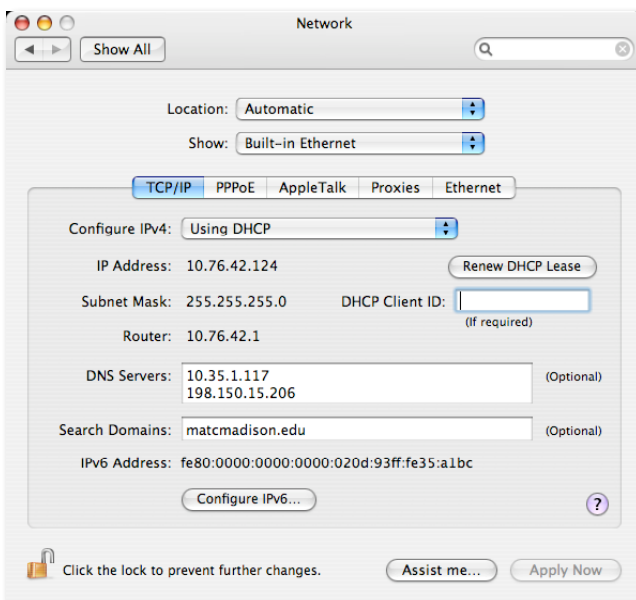 Network
Show All
Location: Automatic
Show: Built-in Ethernet
TCP/IP PPPoE AppleTalk Proxies Ethernet
Configure IPv4: Using DHCP
IP Address: 10.76.42.124 Renew DHCP Lease
Subnet Mask: 255.255.255.0 DHCP Client ID:
(If required)
Router: 10.76.42.1
DNS Servers: 10.35.1.117 (Optional)
198.150.15.206
Search Domains: matcmadison.edu (Optional)
IPv6 Address: fe80:0000:0000:0000:020d:93ff:fe35:a1bc
Configure IPv6... ?
Click the lock to prevent further changes. Assist me... Apply Now